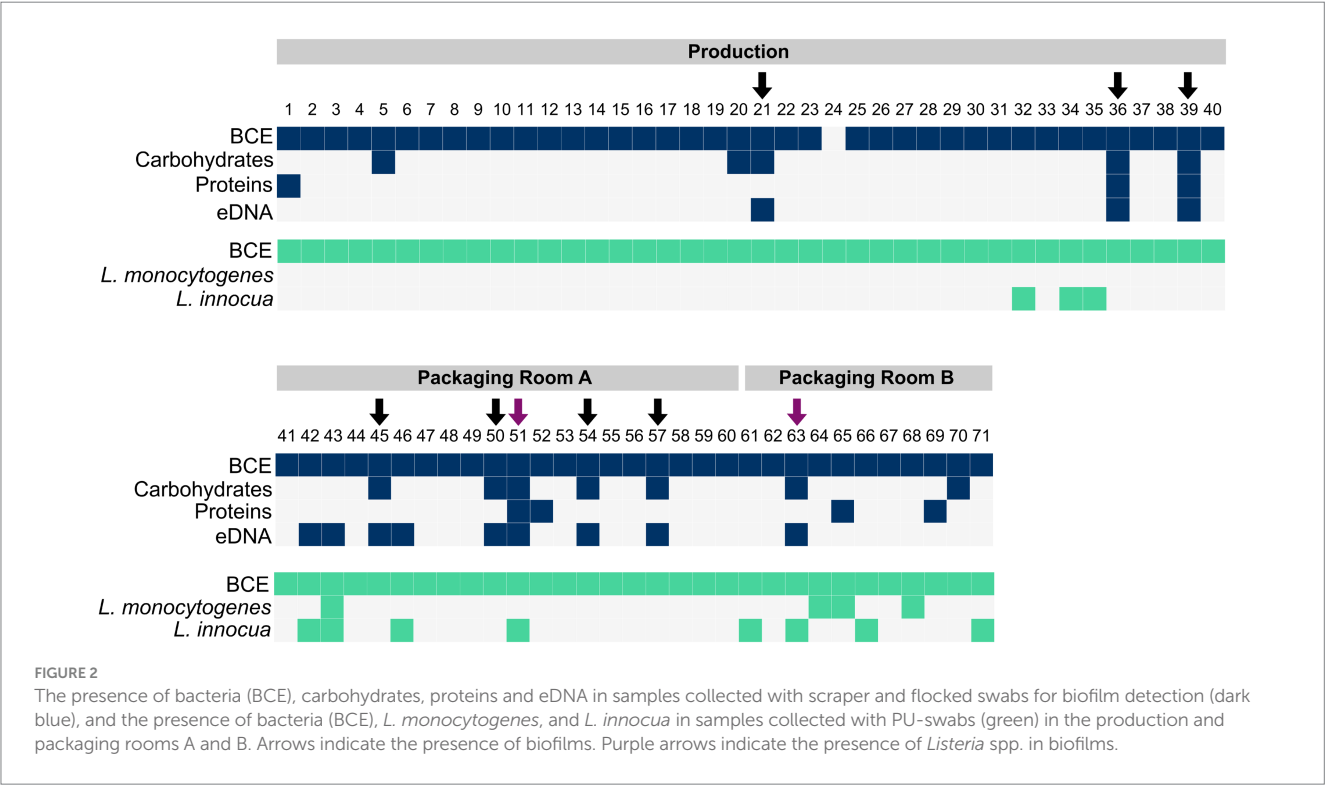 Production
1 2 3 4 5 6 7 8 9 10 11 12 13 14 15 16 17 18 19 20 21 22 23 24 25 26 27 28 29 30 31 32 33 34 35 36 37 38 39 40
BCE
Carbohydrates
Proteins
eDNA
BCE
L. monocytogenes
L. innocua
Packaging Room A Packaging Room B
41 42 43 44 45 46 47 48 49 50 51 52 53 54 55 56 57 58 59 60 61 62 63 64 65 66 67 68 69 70 71
BCE
Carbohydrates
Proteins
eDNA
BCE
L. monocytogenes
L. innocua
FIGURE 2
The presence of bacteria (BCE), carbohydrates, proteins and eDNA in samples collected with scraper and flocked swabs for biofilm detection (dark
blue), and the presence of bacteria (BCE), L. monocytogenes, and L. innocua in samples collected with PU-swabs (green) in the production and
packaging rooms A and B. Arrows indicate the presence of biofilms. Purple arrows indicate the presence of Listeria spp. in biofilms.